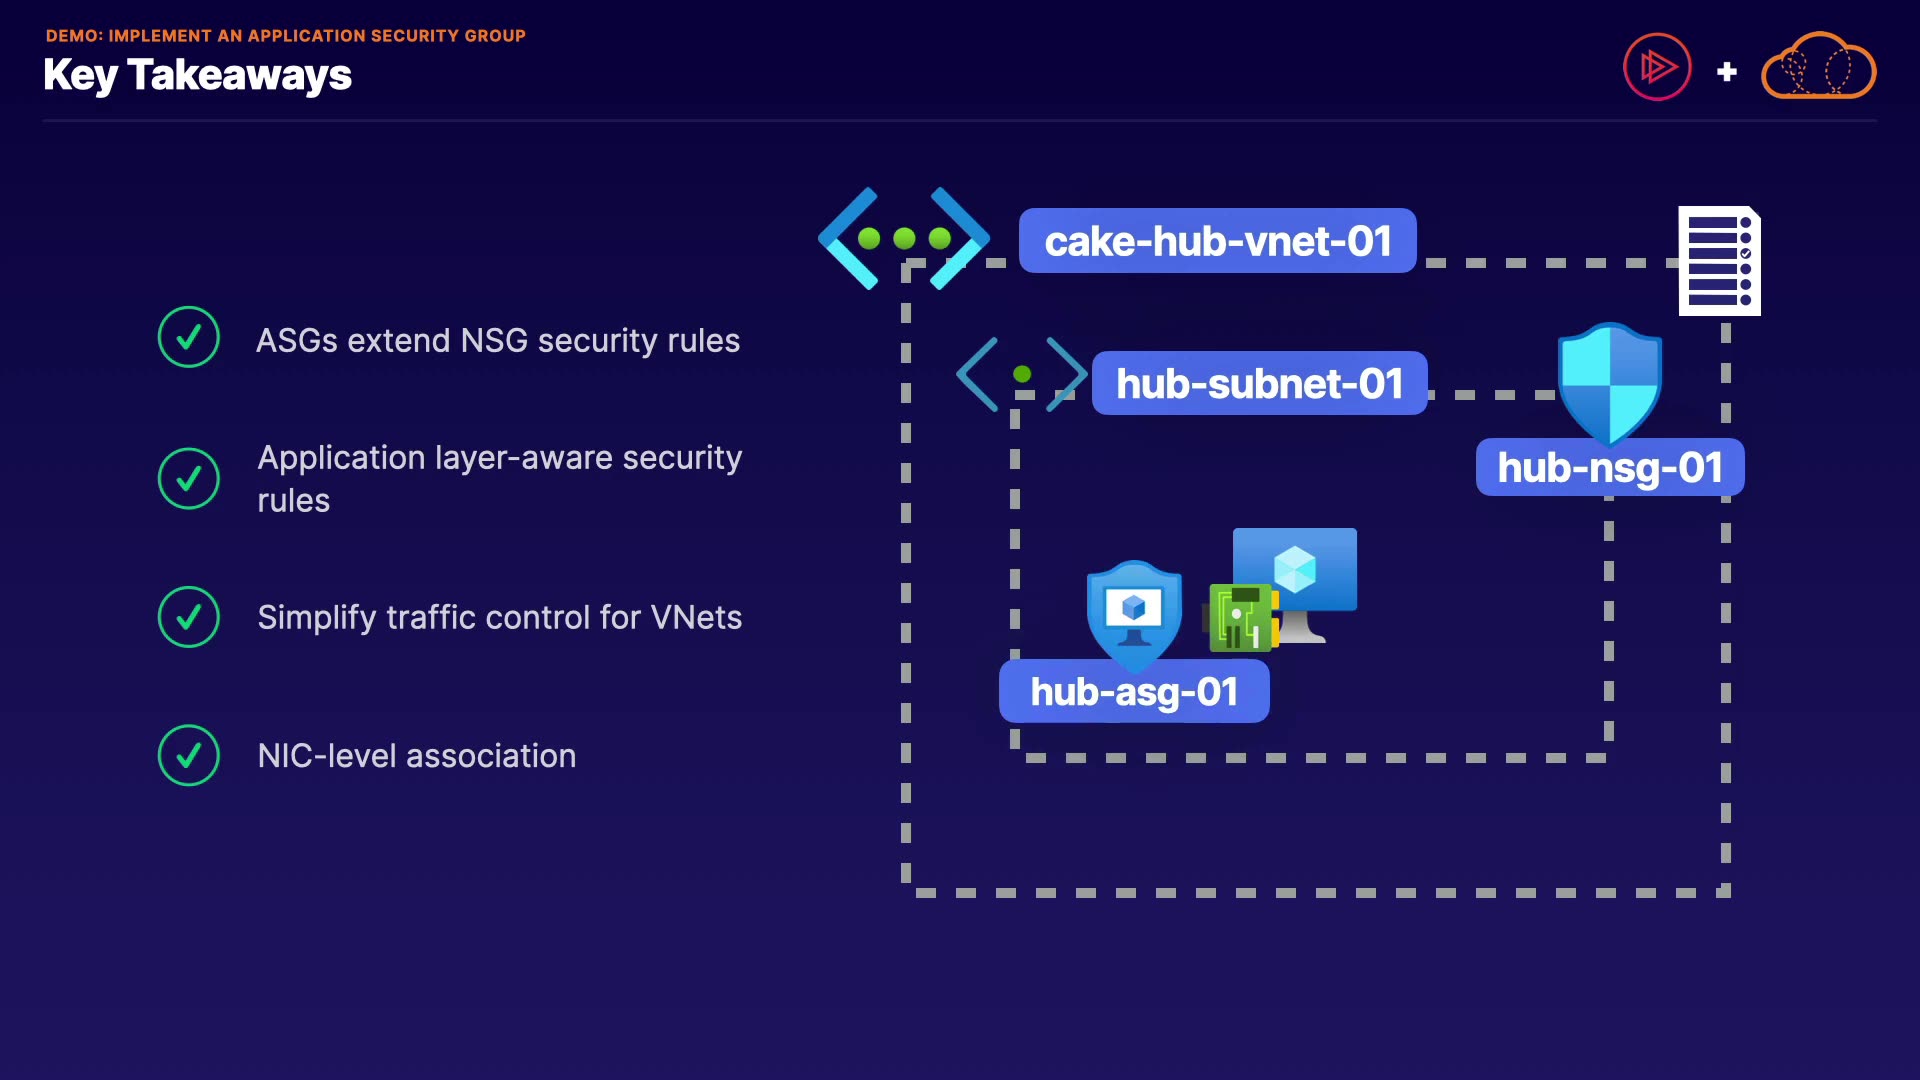 DEMO: IMPLEMENT AN APPLICATION SECURITY GROUP
Key Takeaways
ASGs extend NSG security rules
Application layer-aware security
rules
Simplify traffic control for VNets
NIC-level association
cake-hub-vnet-01
hub-subnet-01
hub-nsg-01
hub-asg-01